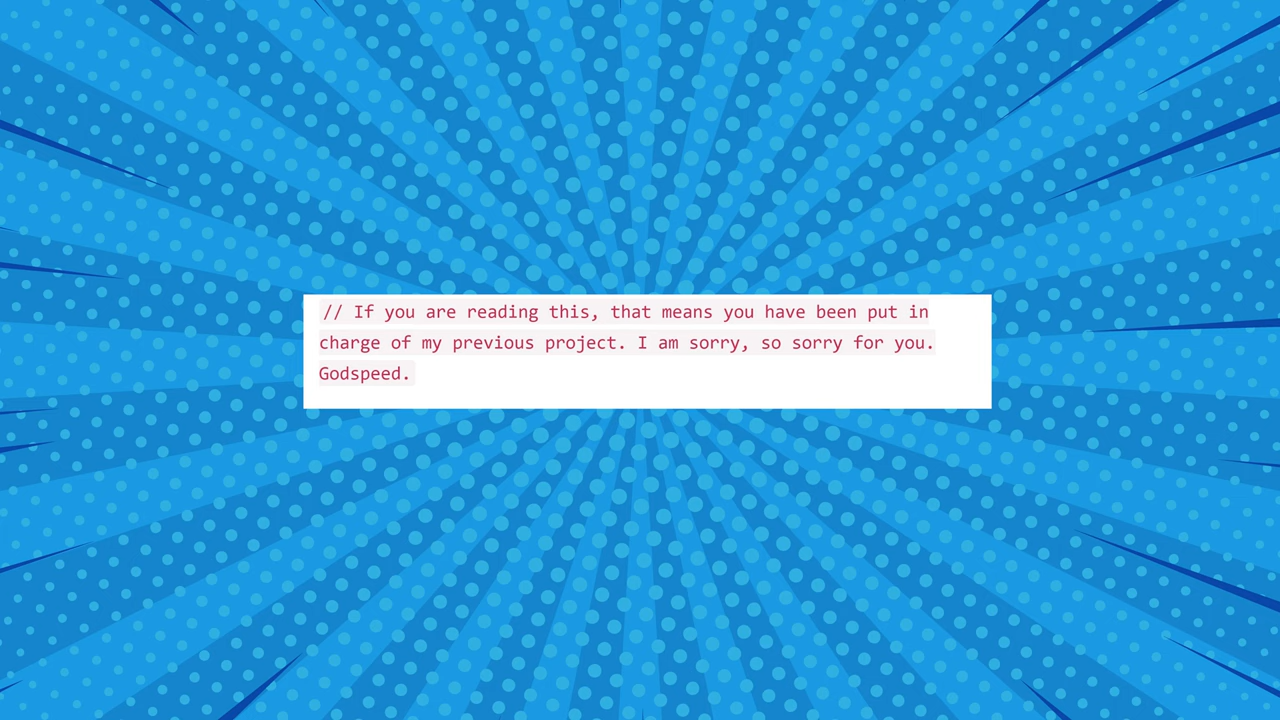 // If you are reading this, that means you have been put in
charge of my previous project. I am sorry, so sorry for you.
Godspeed.